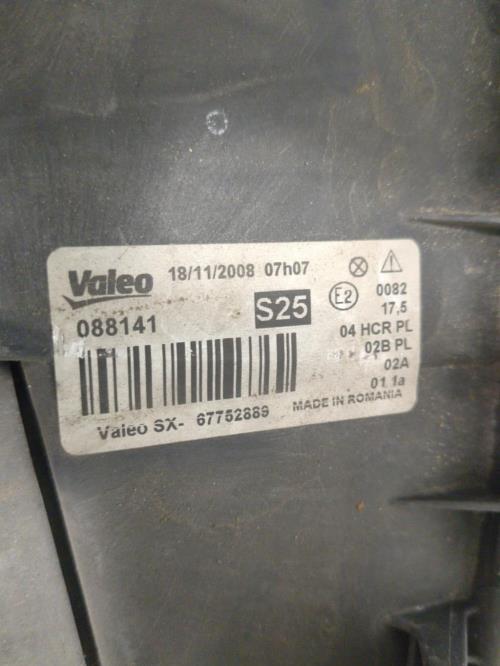 Valeo 18/11/2008 07h07
088141 S25 E2 0082
17,5
04 HCR PL
02B PL
02A
01 1a
Valeo SX- 67752889 MADE IN ROMANIA